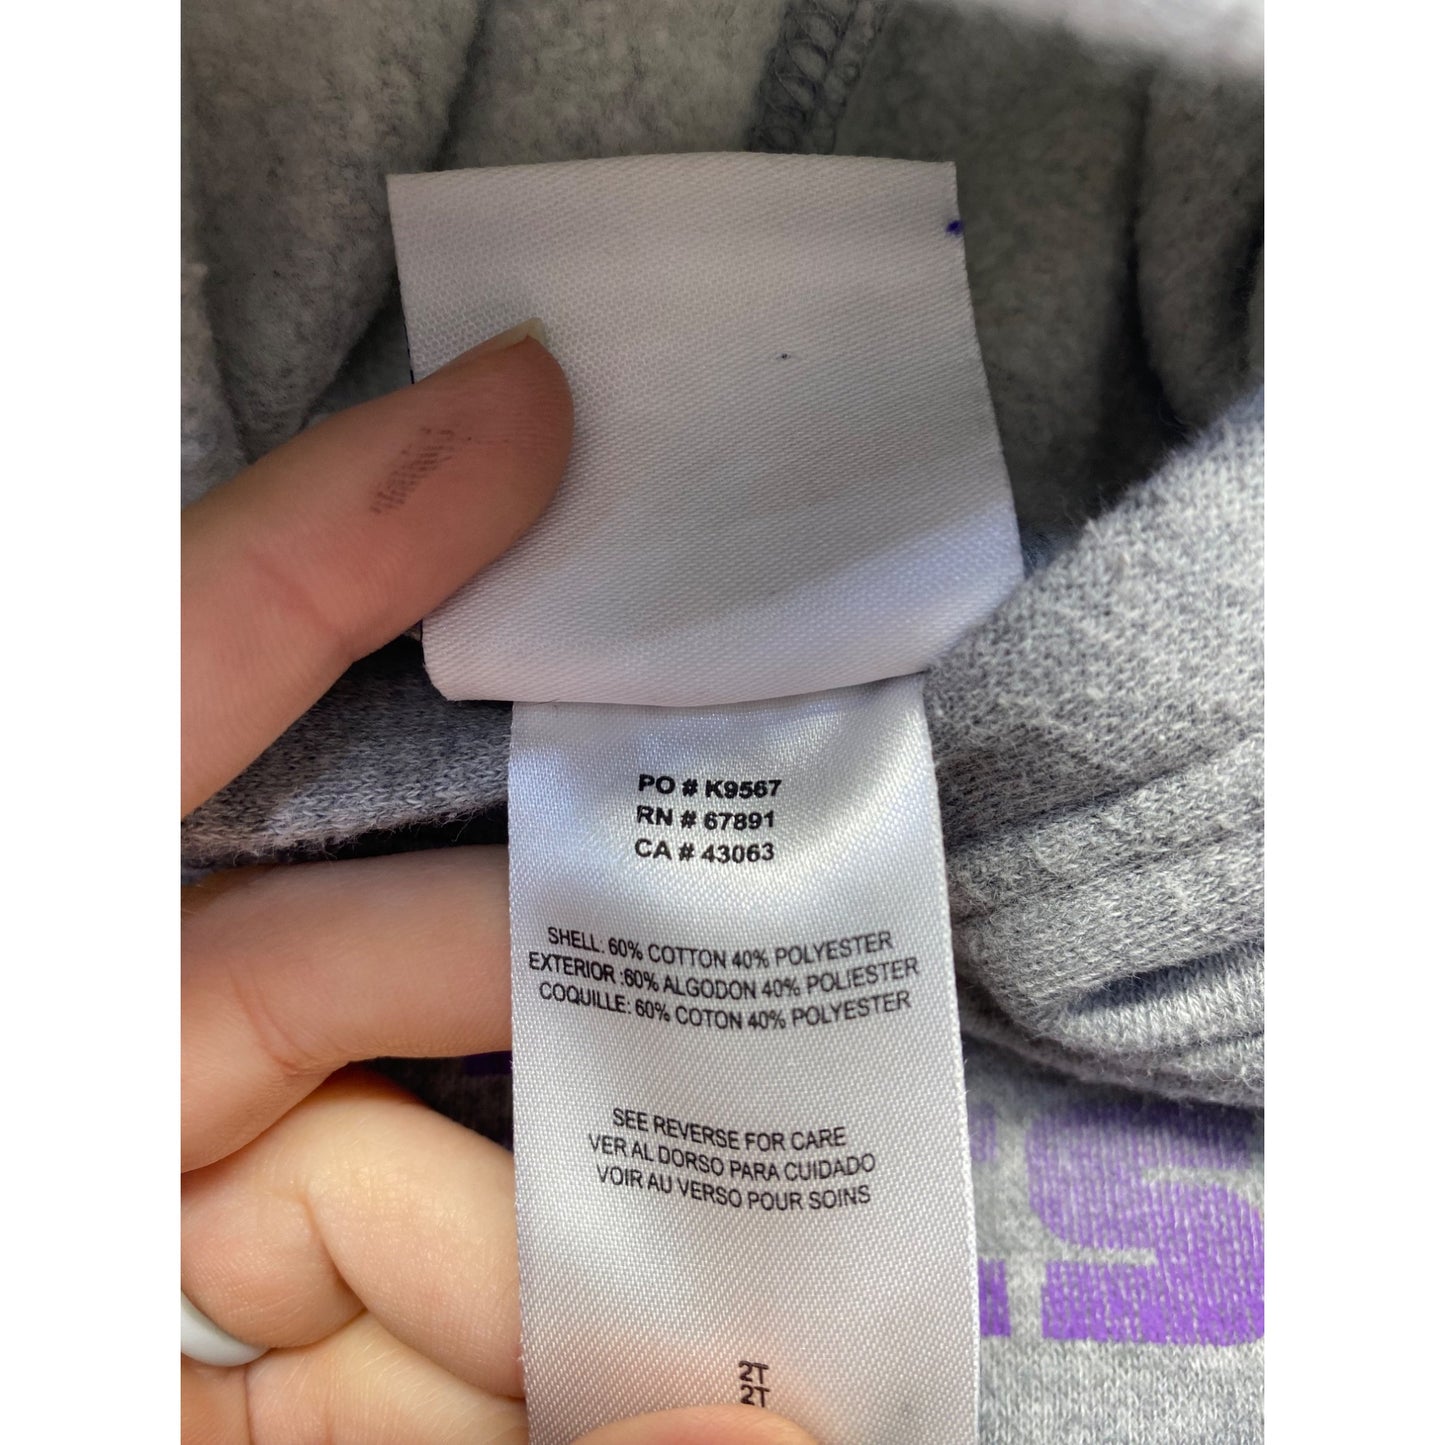 PO # K9567
RN # 67891
CA # 43063
SHELL: 60% COTTON 40% POLYESTER
EXTERIOR :60% ALGODON 40% POLIESTER
COQUILLE: 60% COTON 40% POLYESTER
SEE REVERSE FOR CARE
VER AL DORSO PARA CUIDADO
VOIR AU VERSO POUR SOINS
2T
2T